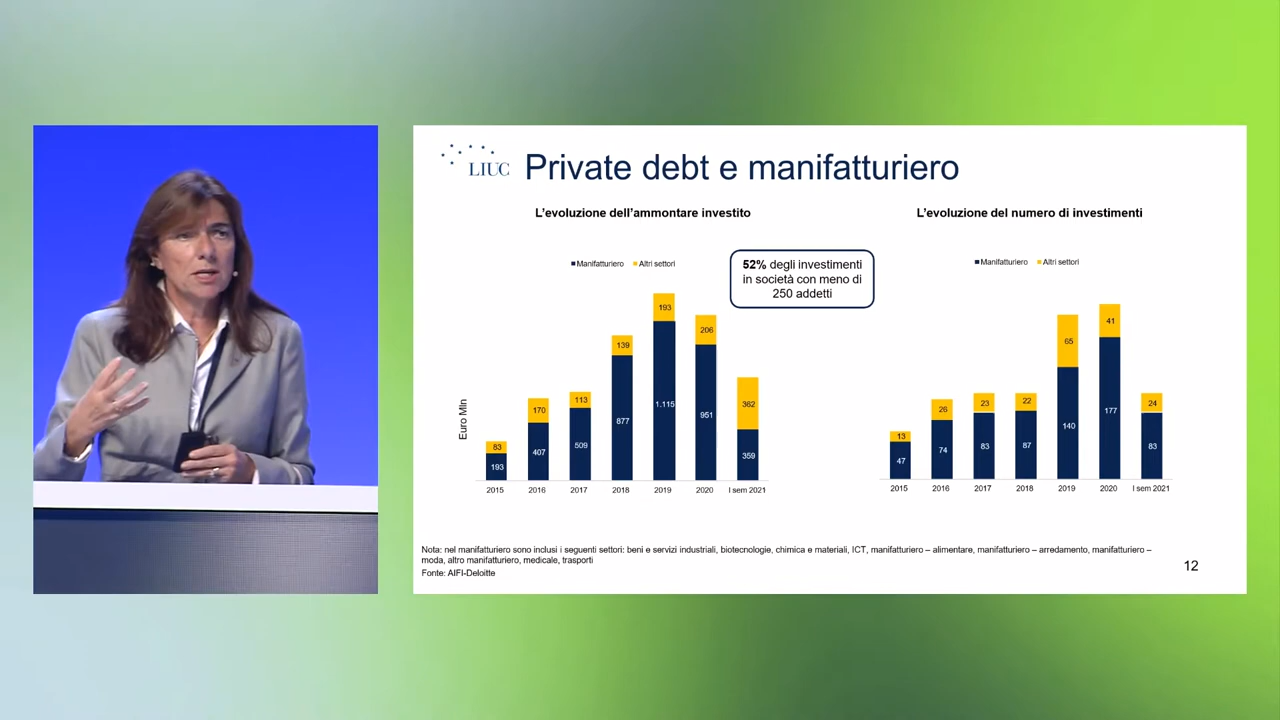 LIUC
Private debt e manifatturiero
L'evoluzione dell'ammontare investito
L'evoluzione del numero di investimenti
52% degli investimenti
in società con meno di
250 addetti
Manifatturiero Altri settori
Manifatturiero Altri settori
Euro Mln
83 170 113 139 193 206 362
193 407 509 877 1.115 951 359
2015 2016 2017 2018 2019 2020 I sem 2021
13 26 23 22 65 41 24
47 74 83 87 140 177 83
2015 2016 2017 2018 2019 2020 I sem 2021
Nota: nel manifatturiero sono inclusi i seguenti settori: beni e servizi industriali, biotecnologie, chimica e materiali, ICT, manifatturiero – alimentare, manifatturiero – arredamento, manifatturiero –
moda, altro manifatturiero, medicale, trasporti
Fonte: AIFI-Deloitte
12